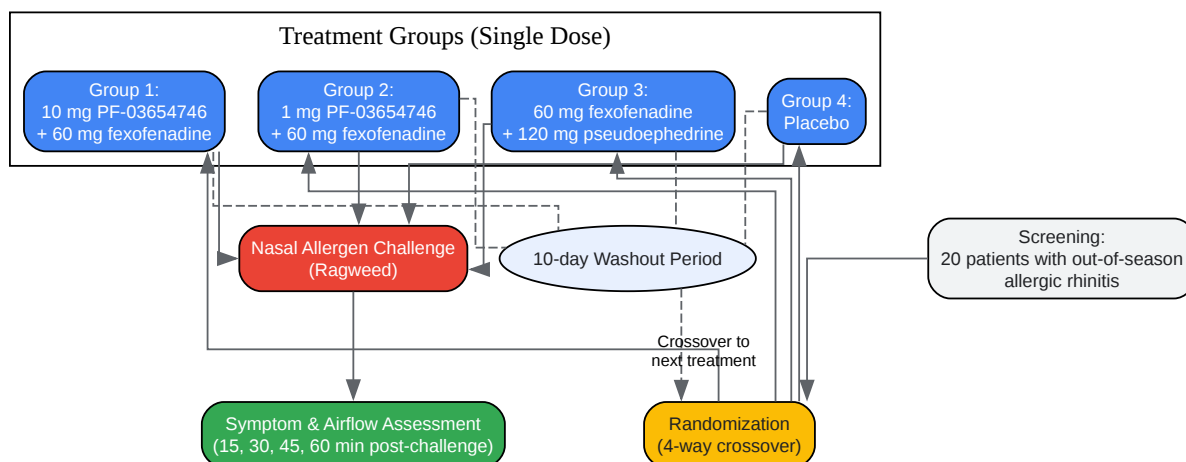 Treatment Groups (Single Dose)
Group 1:
10 mg PF-03654746
+ 60 mg fexofenadine
Group 2:
1 mg PF-03654746
+ 60 mg fexofenadine
Group 3:
60 mg fexofenadine
+ 120 mg pseudoephedrine
Group 4:
Placebo
Nasal Allergen Challenge
(Ragweed)
10-day Washout Period
Screening:
20 patients with out-of-season
allergic rhinitis
Crossover to
next treatment
Symptom & Airflow Assessment
(15, 30, 45, 60 min post-challenge)
Randomization
(4-way crossover)